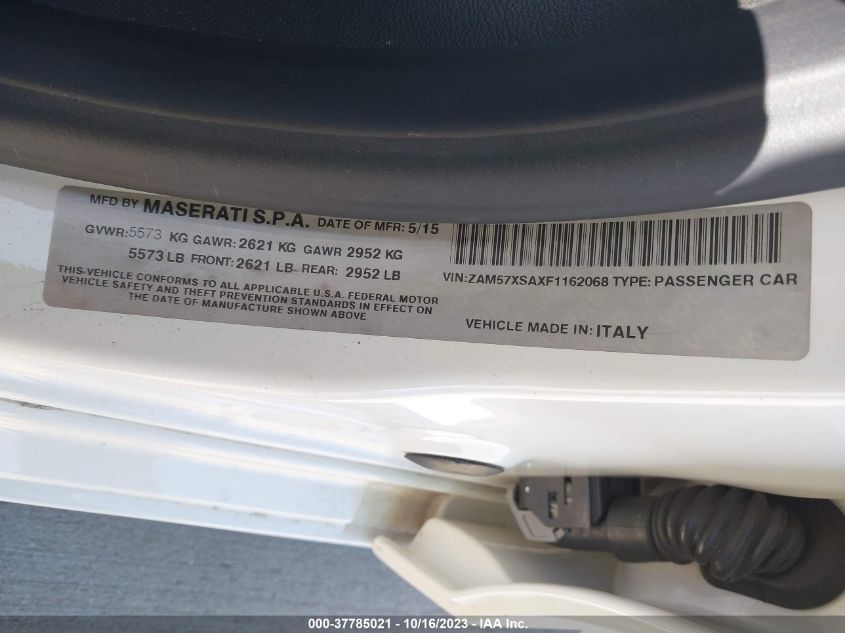 MFD BY MASERATI S.P.A. DATE OF MFR: 5/15
GVWR:5573 KG GAWR: 2621 KG GAWR 2952 KG
5573 LB FRONT: 2621 LB REAR: 2952 LB
THIS-VEHICLE CONFORMS TO ALL APPLICABLE U.S.A. FEDERAL MOTOR
VEHICLE SAFETY AND THEFT PREVENTION STANDARDS IN EFFECT ON
THE DATE OF MANUFACTURE SHOWN ABOVE
VIN:ZAM57XSAXF1162068 TYPE: PASSENGER CAR
VEHICLE MADE IN: ITALY
000-37785021 - 10/16/2023 - IAA Inc.